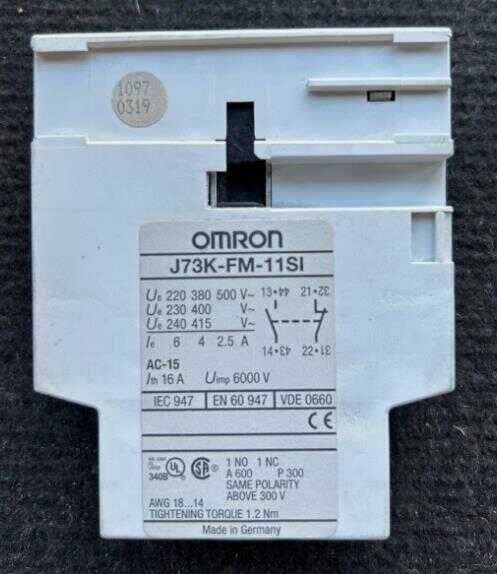 1097
0319
OMRON
J73K-FM-11SI
Ue 220 380 500 V~
Ue 230 400 V~
Ue 240 415 V~
Ie 6 4 2.5 A
13•44 21•32
14•43 22•31
AC-15
Ith 16 A Uimp 6000 V
IEC 947 EN 60 947 VDE 0660
CE
340B UL SA
1 NO 1 NC
A 600 P 300
SAME POLARITY
ABOVE 300 V
AWG 18...14
TIGHTENING TORQUE 1.2 Nm
Made in Germany